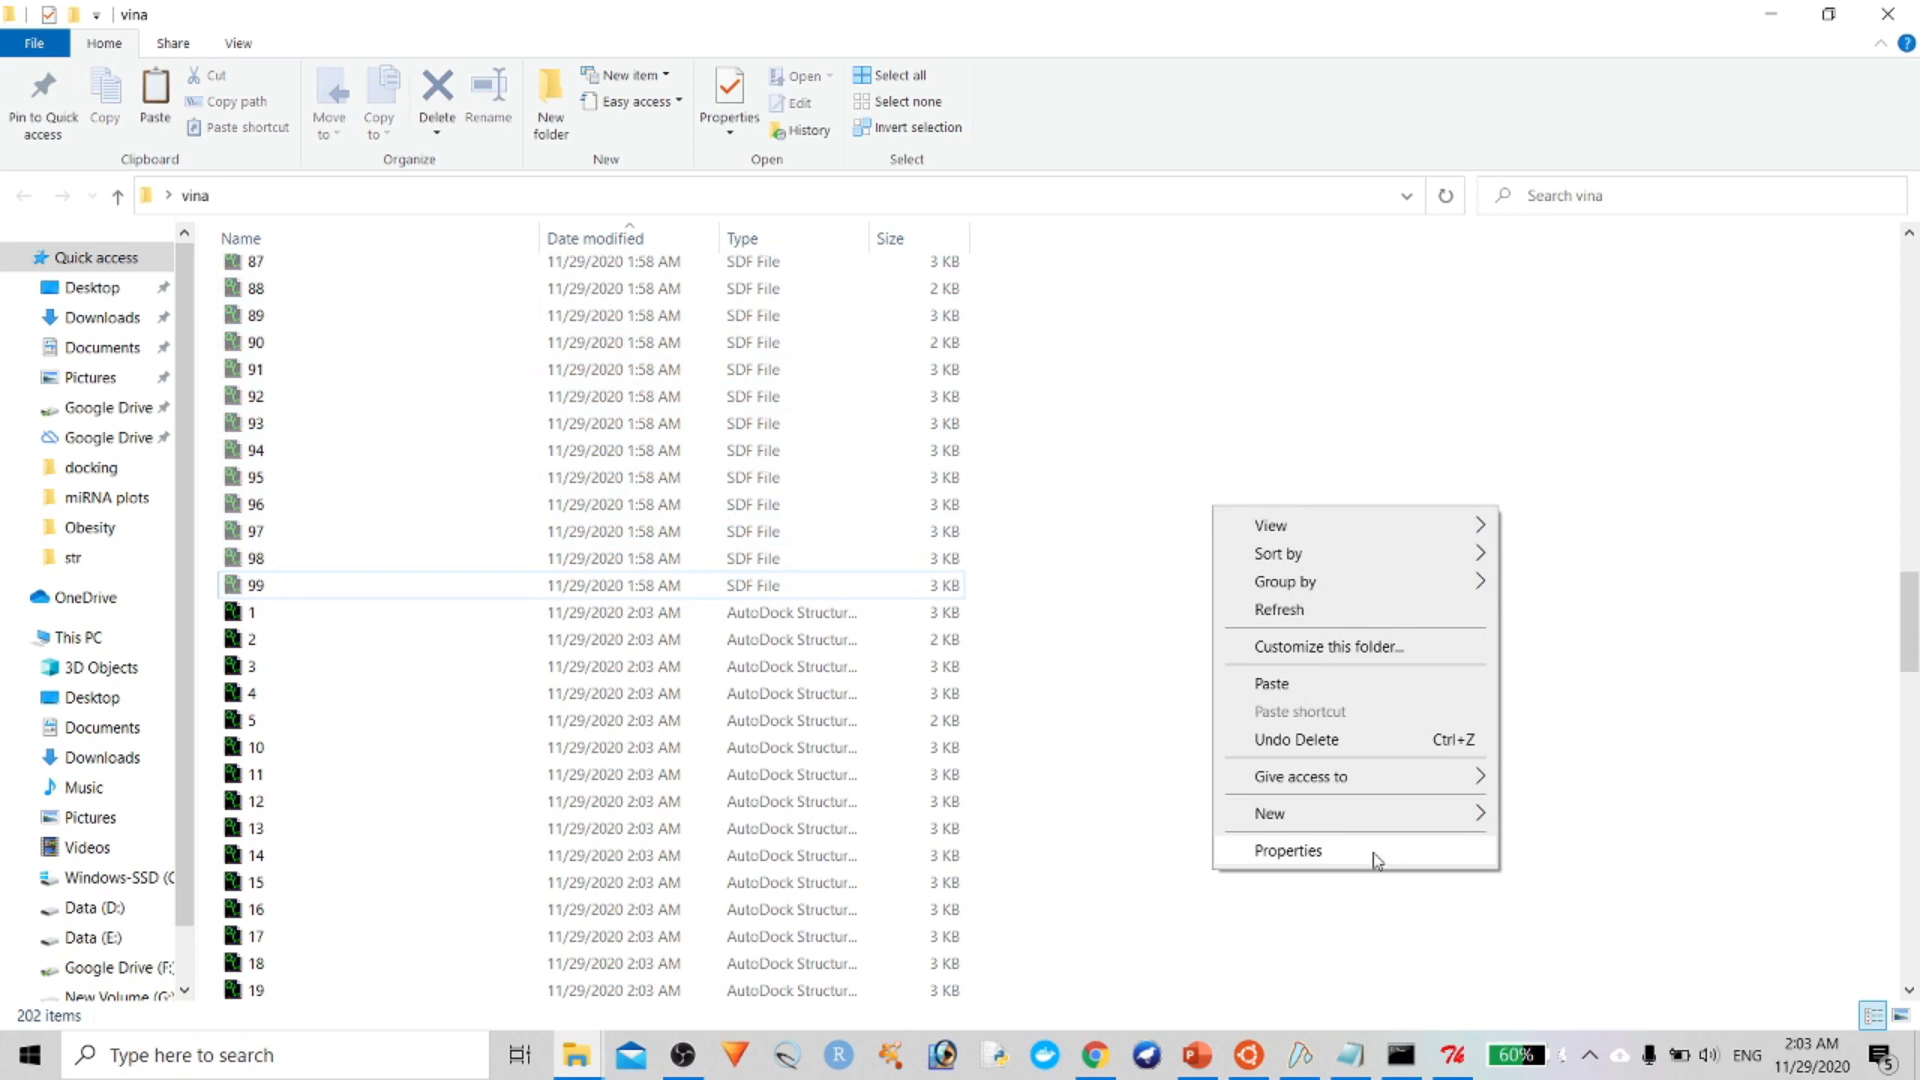 vina
File Home Share View
Pin to Quick access
Copy
Paste
Cut
Copy path
Paste shortcut
Clipboard
Move to
Copy to
Delete
Rename
Organize
New folder
New item
Easy access
New
Properties
Open
Edit
History
Open
Select all
Select none
Invert selection
Select
vina
Search vina
Quick access
Desktop
Downloads
Documents
Pictures
Google Drive
Google Drive
docking
miRNA plots
Obesity
str
OneDrive
This PC
3D Objects
Desktop
Documents
Downloads
Music
Pictures
Videos
Windows-SSD (C
Data (D:)
Data (E:)
Google Drive (F:
New Volume (G:
Name Date modified Type Size
87 11/29/2020 1:58 AM SDF File 3 KB
88 11/29/2020 1:58 AM SDF File 2 KB
89 11/29/2020 1:58 AM SDF File 3 KB
90 11/29/2020 1:58 AM SDF File 2 KB
91 11/29/2020 1:58 AM SDF File 3 KB
92 11/29/2020 1:58 AM SDF File 3 KB
93 11/29/2020 1:58 AM SDF File 3 KB
94 11/29/2020 1:58 AM SDF File 3 KB
95 11/29/2020 1:58 AM SDF File 3 KB
96 11/29/2020 1:58 AM SDF File 3 KB
97 11/29/2020 1:58 AM SDF File 3 KB
98 11/29/2020 1:58 AM SDF File 3 KB
99 11/29/2020 1:58 AM SDF File 3 KB
1 11/29/2020 2:03 AM AutoDock Structur... 3 KB
2 11/29/2020 2:03 AM AutoDock Structur... 2 KB
3 11/29/2020 2:03 AM AutoDock Structur... 3 KB
4 11/29/2020 2:03 AM AutoDock Structur... 3 KB
5 11/29/2020 2:03 AM AutoDock Structur... 2 KB
10 11/29/2020 2:03 AM AutoDock Structur... 3 KB
11 11/29/2020 2:03 AM AutoDock Structur... 3 KB
12 11/29/2020 2:03 AM AutoDock Structur... 3 KB
13 11/29/2020 2:03 AM AutoDock Structur... 3 KB
14 11/29/2020 2:03 AM AutoDock Structur... 3 KB
15 11/29/2020 2:03 AM AutoDock Structur... 3 KB
16 11/29/2020 2:03 AM AutoDock Structur... 3 KB
17 11/29/2020 2:03 AM AutoDock Structur... 3 KB
18 11/29/2020 2:03 AM AutoDock Structur... 3 KB
19 11/29/2020 2:03 AM AutoDock Structur... 3 KB
View
Sort by
Group by
Refresh
Customize this folder...
Paste
Paste shortcut
Undo Delete Ctrl+Z
Give access to
New
Properties
202 items
Type here to search
60%
ENG
2:03 AM
11/29/2020
5